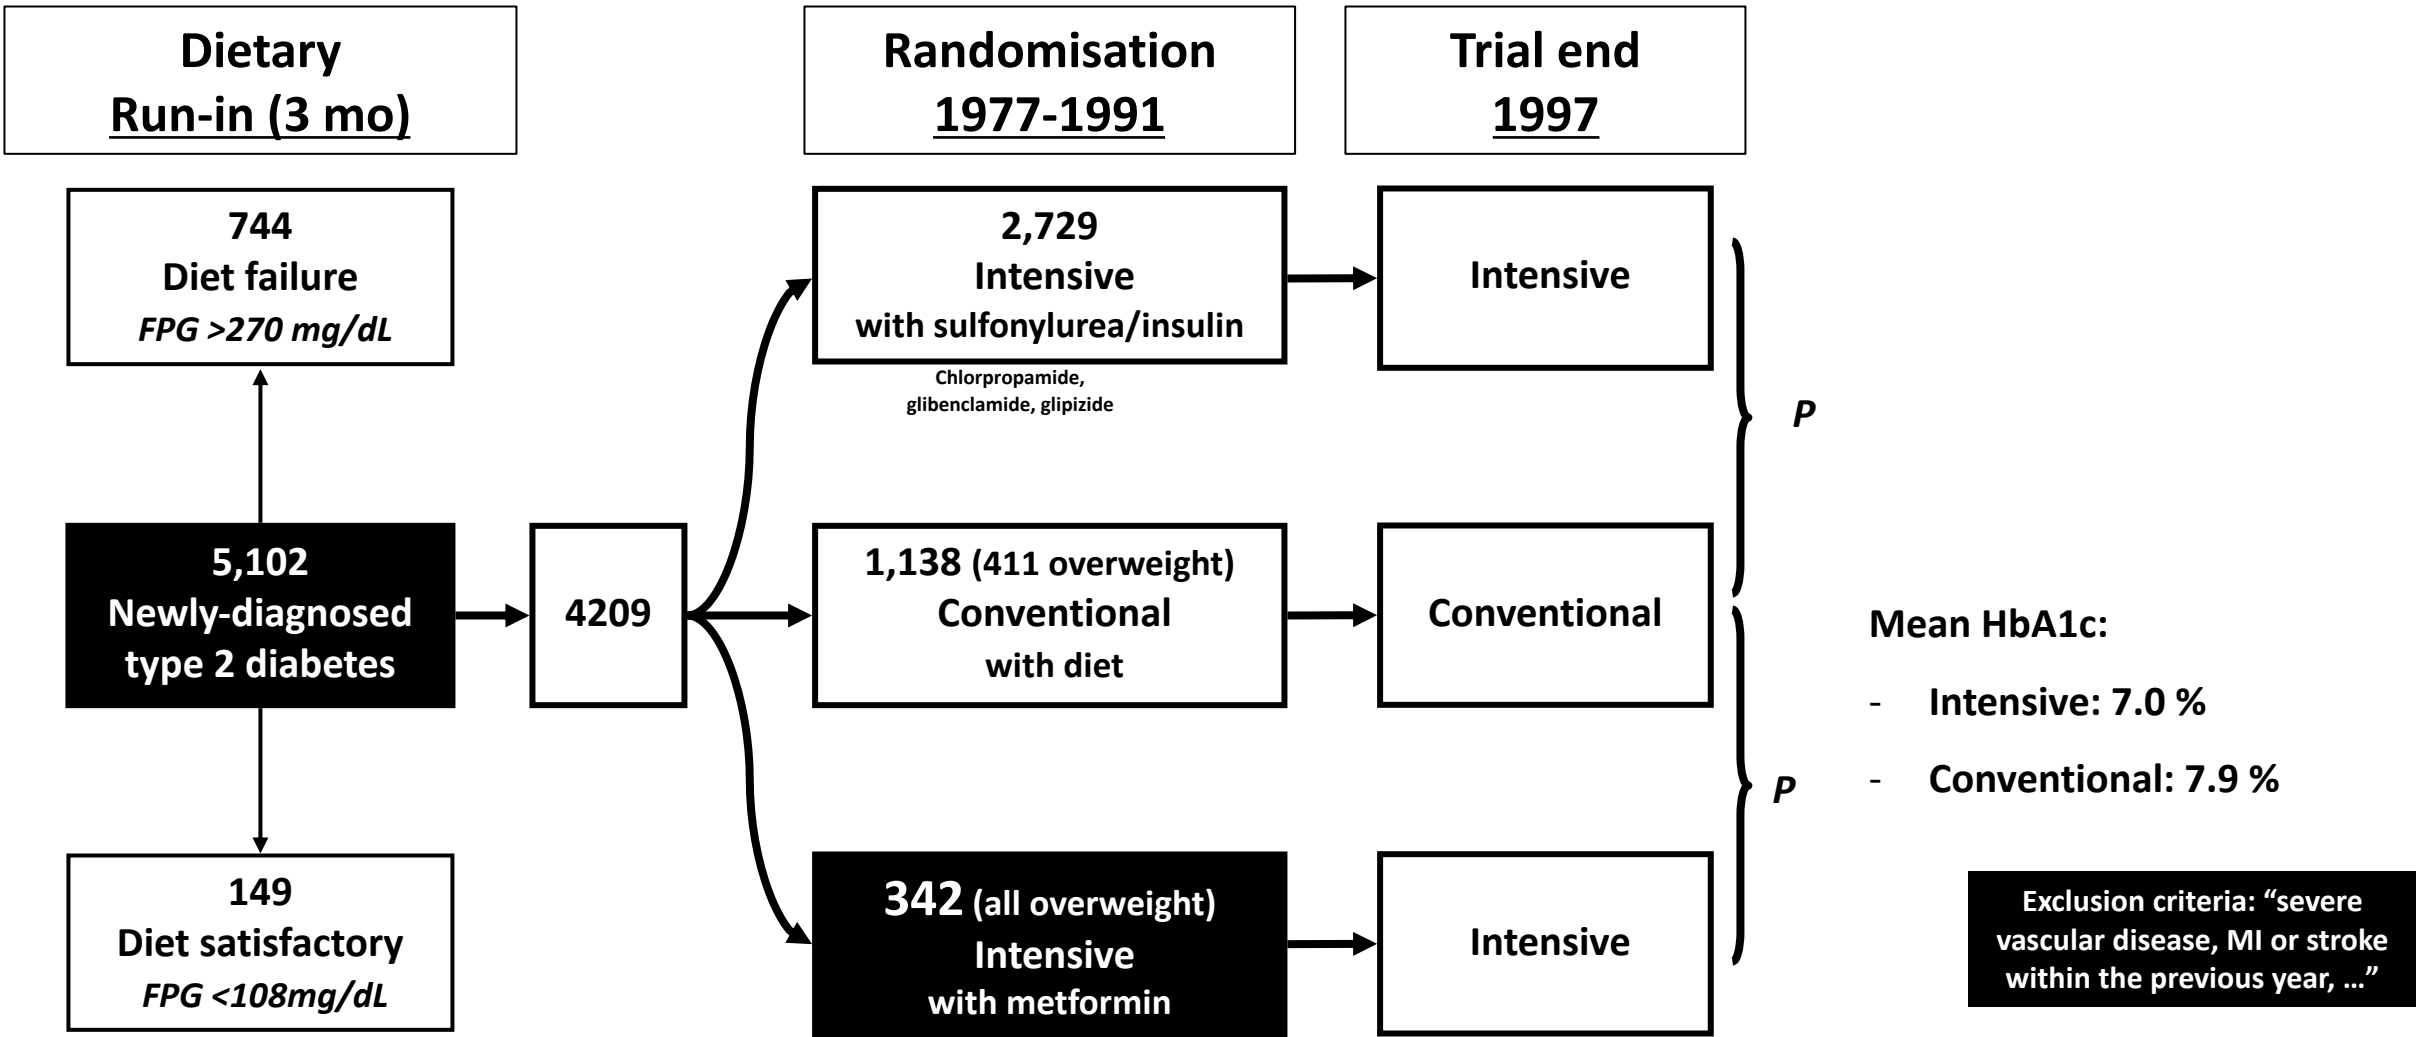 Dietary
Run-in (3 mo)
Randomisation
1977-1991
Trial end
1997
744
Diet failure
FPG >270 mg/dL
2,729
Intensive
with sulfonylurea/insulin
Chlorpropamide,
glibenclamide, glipizide
Intensive
P
5,102
Newly-diagnosed
type 2 diabetes
4209
1,138 (411 overweight)
Conventional
with diet
Conventional
Mean HbA1c:
- Intensive: 7.0 %
- Conventional: 7.9 %
P
149
Diet satisfactory
FPG <108mg/dL
342 (all overweight)
Intensive
with metformin
Intensive
Exclusion criteria: “severe
vascular disease, MI or stroke
within the previous year, …”